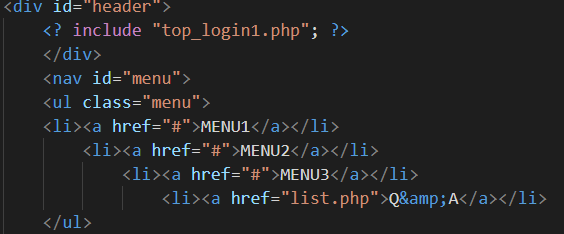 <div id="header">
<? include "top_login1.php"; ?>
</div>
<nav id="menu">
<ul class="menu">
<li><a href="#">MENU1</a></li>
<li><a href="#">MENU2</a></li>
<li><a href="#">MENU3</a></li>
<li><a href="list.php">Q&amp;A</a></li>
</ul>